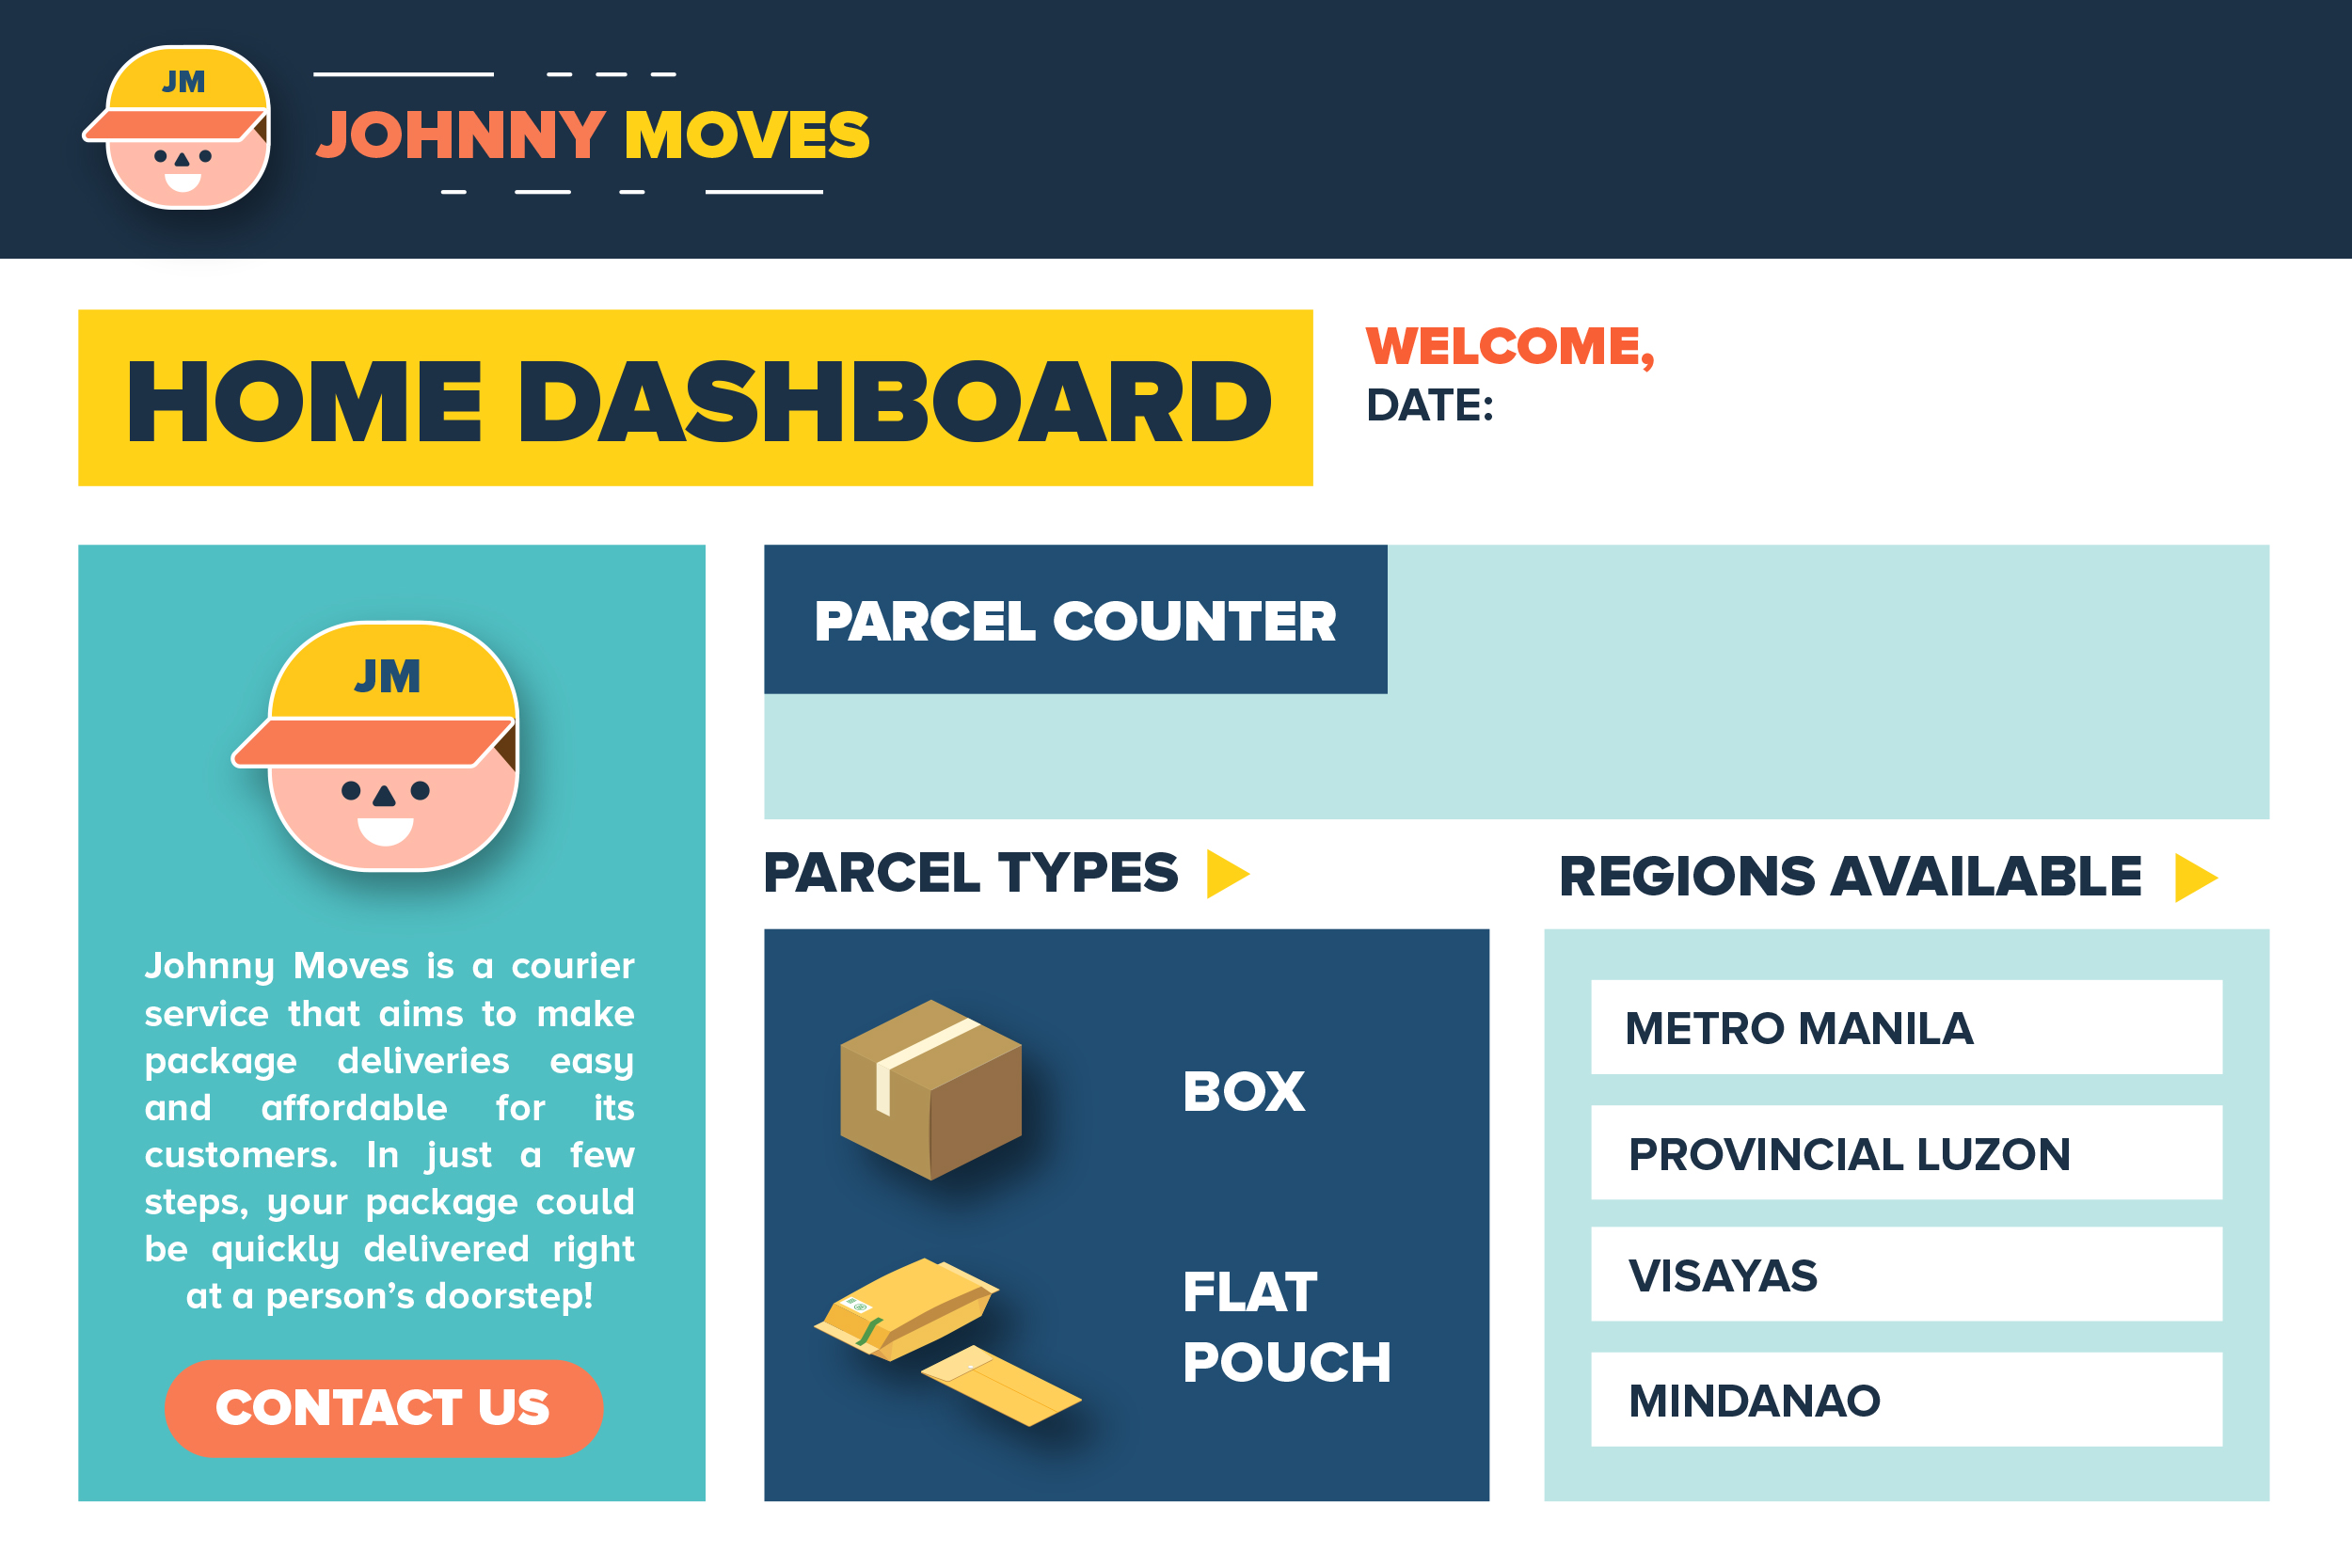 JM
JOHNNY MOVES
HOME DASHBOARD
WELCOME,
DATE:
JM
Johnny Moves is a courier
service that aims to make
package deliveries easy
and affordable for its
customers. In just a few
steps, your package could
be quickly delivered right
at a person’s doorstep!
CONTACT US
PARCEL COUNTER
PARCEL TYPES
BOX
FLAT
POUCH
REGIONS AVAILABLE
METRO MANILA
PROVINCIAL LUZON
VISAYAS
MINDANAO